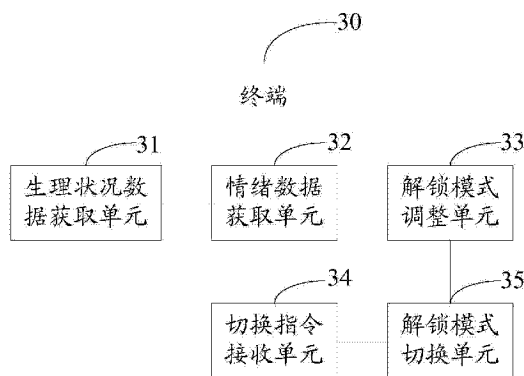 30
终端
31
32
33
生理状况数
据获取单元
情绪数据
获取单元
解锁模式
调整单元
34
35
切换指令
接收单元
解锁模式
切换单元